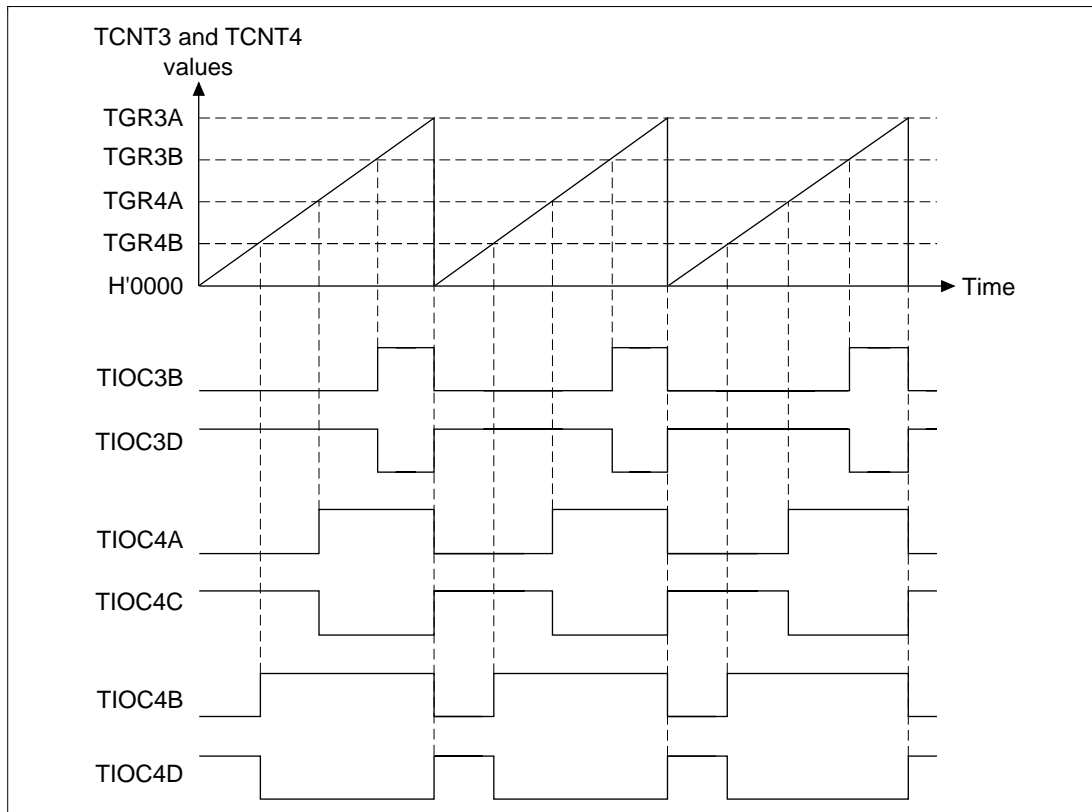 TCNT3 and TCNT4
values
TGR3A
TGR3B
TGR4A
TGR4B
H'0000
Time
TIOC3B
TIOC3D
TIOC4A
TIOC4C
TIOC4B
TIOC4D